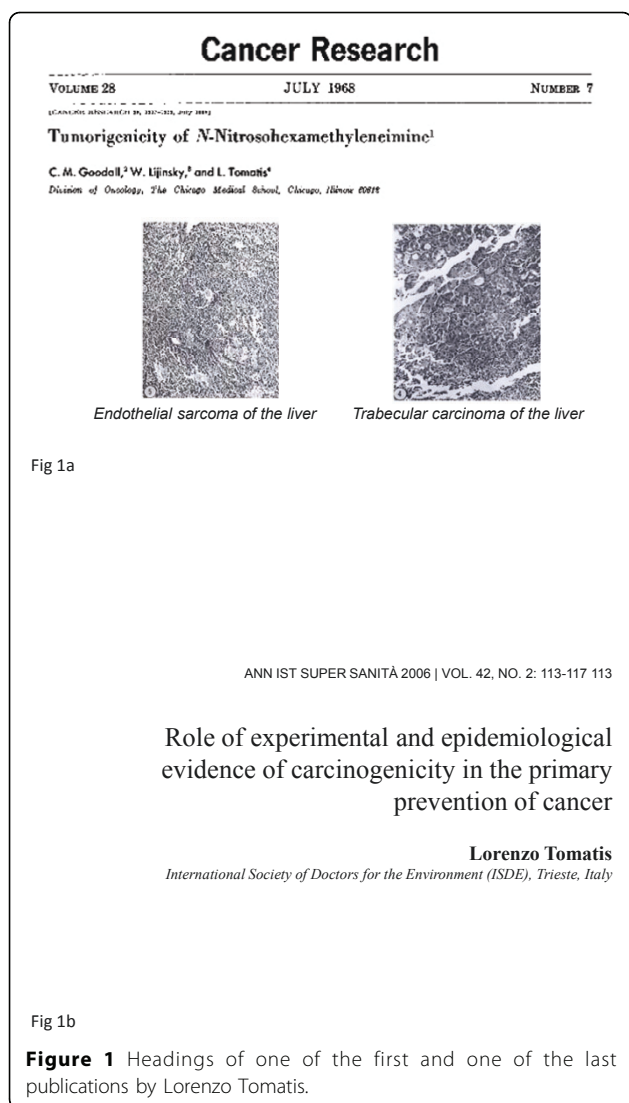 Cancer Research
VOLUME 28 JULY 1968 NUMBER 7
Tumorigenicity of N-Nitrosohexamethyleneimine¹
C. M. Goodall,² W. Lijinsky,³ and L. Tomatis⁴
Division of Oncology, The Chicago Medical School, Chicago, Illinois 60612
Endothelial sarcoma of the liver Trabecular carcinoma of the liver
Fig 1a
ANN IST SUPER SANITÀ 2006 | VOL. 42, NO. 2: 113-117 113
Role of experimental and epidemiological
evidence of carcinogenicity in the primary
prevention of cancer
Lorenzo Tomatis
International Society of Doctors for the Environment (ISDE), Trieste, Italy
Fig 1b
Figure 1 Headings of one of the first and one of the last
publications by Lorenzo Tomatis.